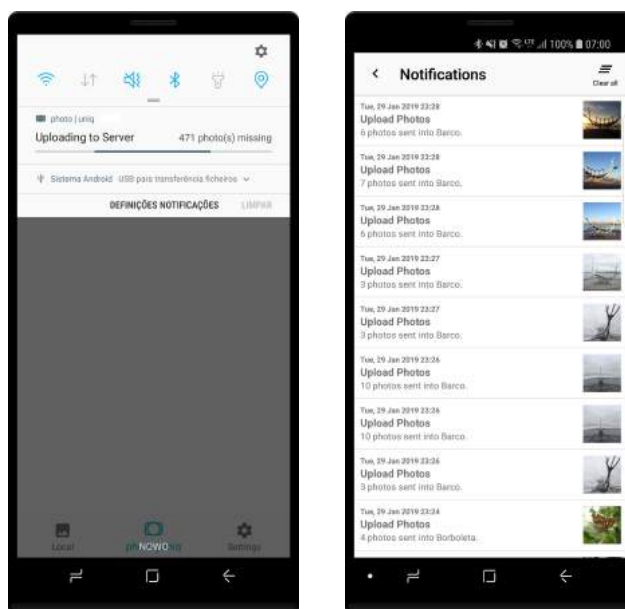 photo | uniq
Uploading to Server 471 photo(s) missing
Sistema Android USB para transferência ficheiros
DEFINIÇÕES NOTIFICAÇÕES LIMPAR
Local NOWO Settings
100% 07:00
Notifications
Clear all
Tue, 29 Jan 2019 23:28
Upload Photos
6 photos sent into Barco.
Tue, 29 Jan 2019 23:28
Upload Photos
7 photos sent into Barco.
Tue, 29 Jan 2019 23:28
Upload Photos
6 photos sent into Barco.
Tue, 29 Jan 2019 23:27
Upload Photos
3 photos sent into Barco.
Tue, 29 Jan 2019 23:27
Upload Photos
3 photos sent into Barco.
Tue, 29 Jan 2019 23:26
Upload Photos
10 photos sent into Barco.
Tue, 29 Jan 2019 23:26
Upload Photos
10 photos sent into Barco.
Tue, 29 Jan 2019 23:26
Upload Photos
3 photos sent into Barco.
Tue, 29 Jan 2019 23:24
Upload Photos
4 photos sent into Borboleta.